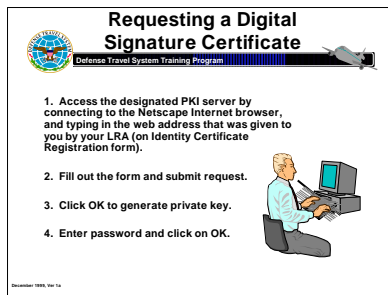 Requesting a Digital
Signature Certificate
Defense Travel System Training Program
1. Access the designated PKI server by
connecting to the Netscape Internet browser,
and typing in the web address that was given to
you by your LRA (on Identity Certificate
Registration form).
2. Fill out the form and submit request.
3. Click OK to generate private key.
4. Enter password and click on OK.
December 1999, Ver 1a